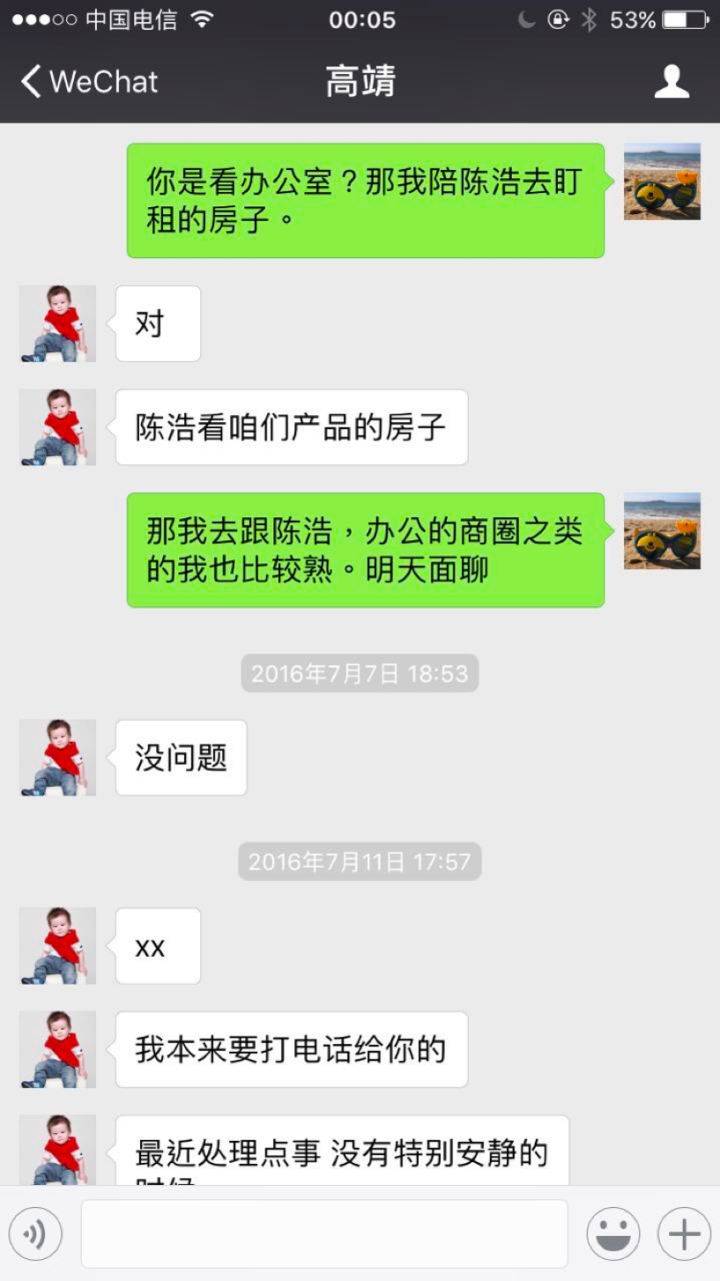 中国电信
00:05
53%
WeChat
高靖
你是看办公室？那我陪陈浩去盯
租的房子。
对
陈浩看咱们产品的房子
那我去跟陈浩，办公的商圈之类
的我也比较熟。明天面聊
2016年7月7日 18:53
没问题
2016年7月11日 17:57
xx
我本来要打电话给你的
最近处理点事 没有特别安静的